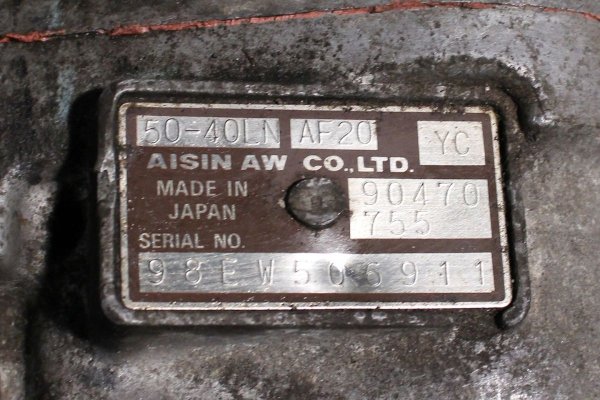 50-40LN AF20 YC
AISIN AW CO.,LTD.
MADE IN 90470
JAPAN 755
SERIAL NO.
98EW506911